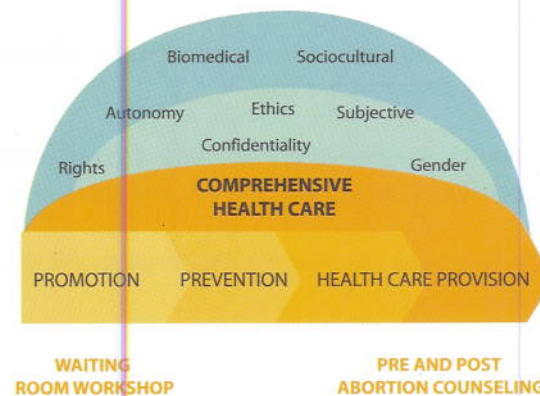 Biomedical Sociocultural
Autonomy Ethics Subjective
Confidentiality
Rights Gender
COMPREHENSIVE
HEALTH CARE
PROMOTION PREVENTION HEALTH CARE PROVISION
WAITING PRE AND POST
ROOM WORKSHOP ABORTION COUNSELING